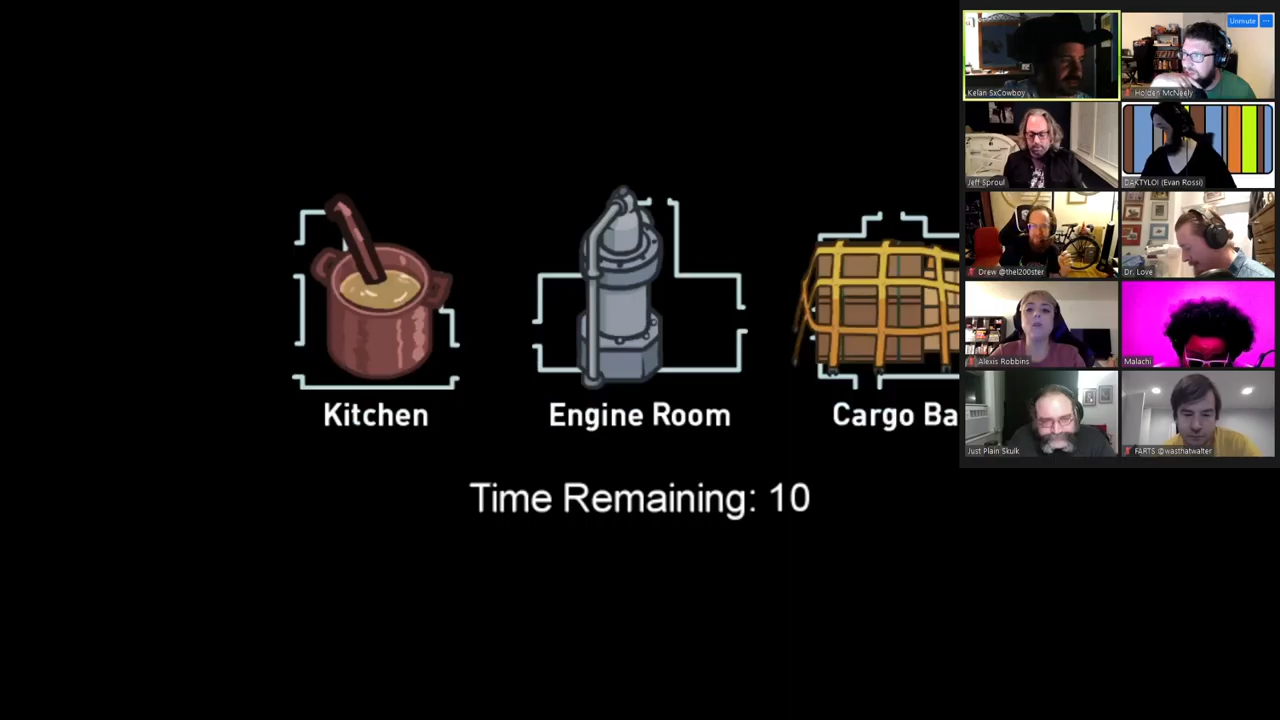 Kitchen
Engine Room
Cargo Ba
Time Remaining: 10
Kelan SxCowboy
Unmute
Holden McNeely
Jeff Sproul
DAKTYLOI (Evan Rossi)
Drew @thel200ster
Dr. Love
Alexis Robbins
Malachi
Just Plain Skulk
FARTS @wasthatwalter